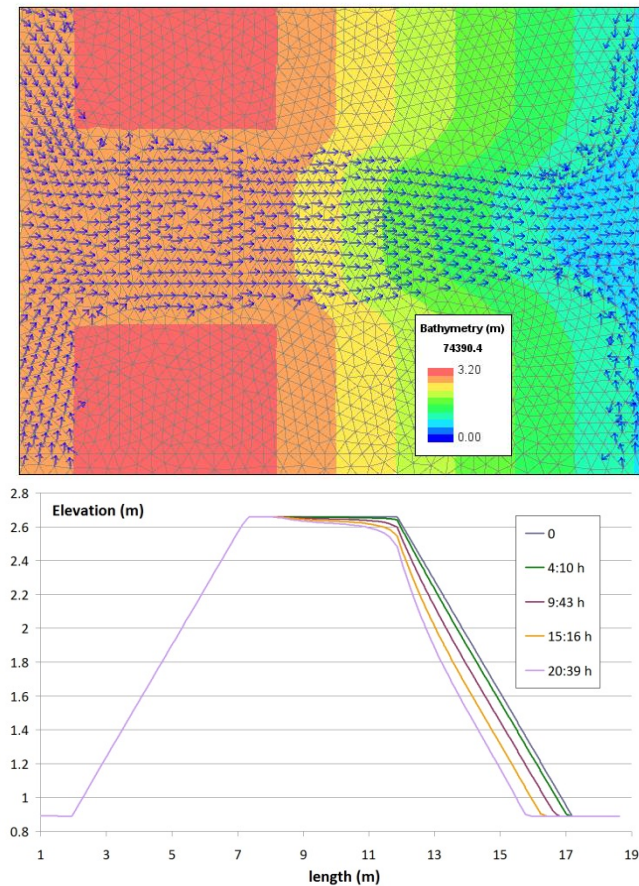 Bathymetry (m)
74390.4
3.20
0.00
2.8
Elevation (m)
2.6
2.4
2.2
2
1.8
1.6
1.4
1.2
1
0.8
0
4:10 h
9:43 h
15:16 h
20:39 h
1 3 5 7 9 11 13 15 17 19
length (m)